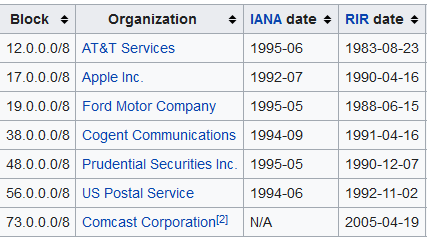 Block Organization IANA date RIR date
12.0.0.0/8 AT&T Services 1995-06 1983-08-23
17.0.0.0/8 Apple Inc. 1992-07 1990-04-16
19.0.0.0/8 Ford Motor Company 1995-05 1988-06-15
38.0.0.0/8 Cogent Communications 1994-09 1991-04-16
48.0.0.0/8 Prudential Securities Inc. 1995-05 1990-12-07
56.0.0.0/8 US Postal Service 1994-06 1992-11-02
73.0.0.0/8 Comcast Corporation[2] N/A 2005-04-19